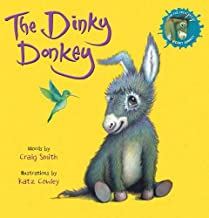 The Dinky
Donkey
Words by
Craig Smith
Illustrations by
Katz Cowley